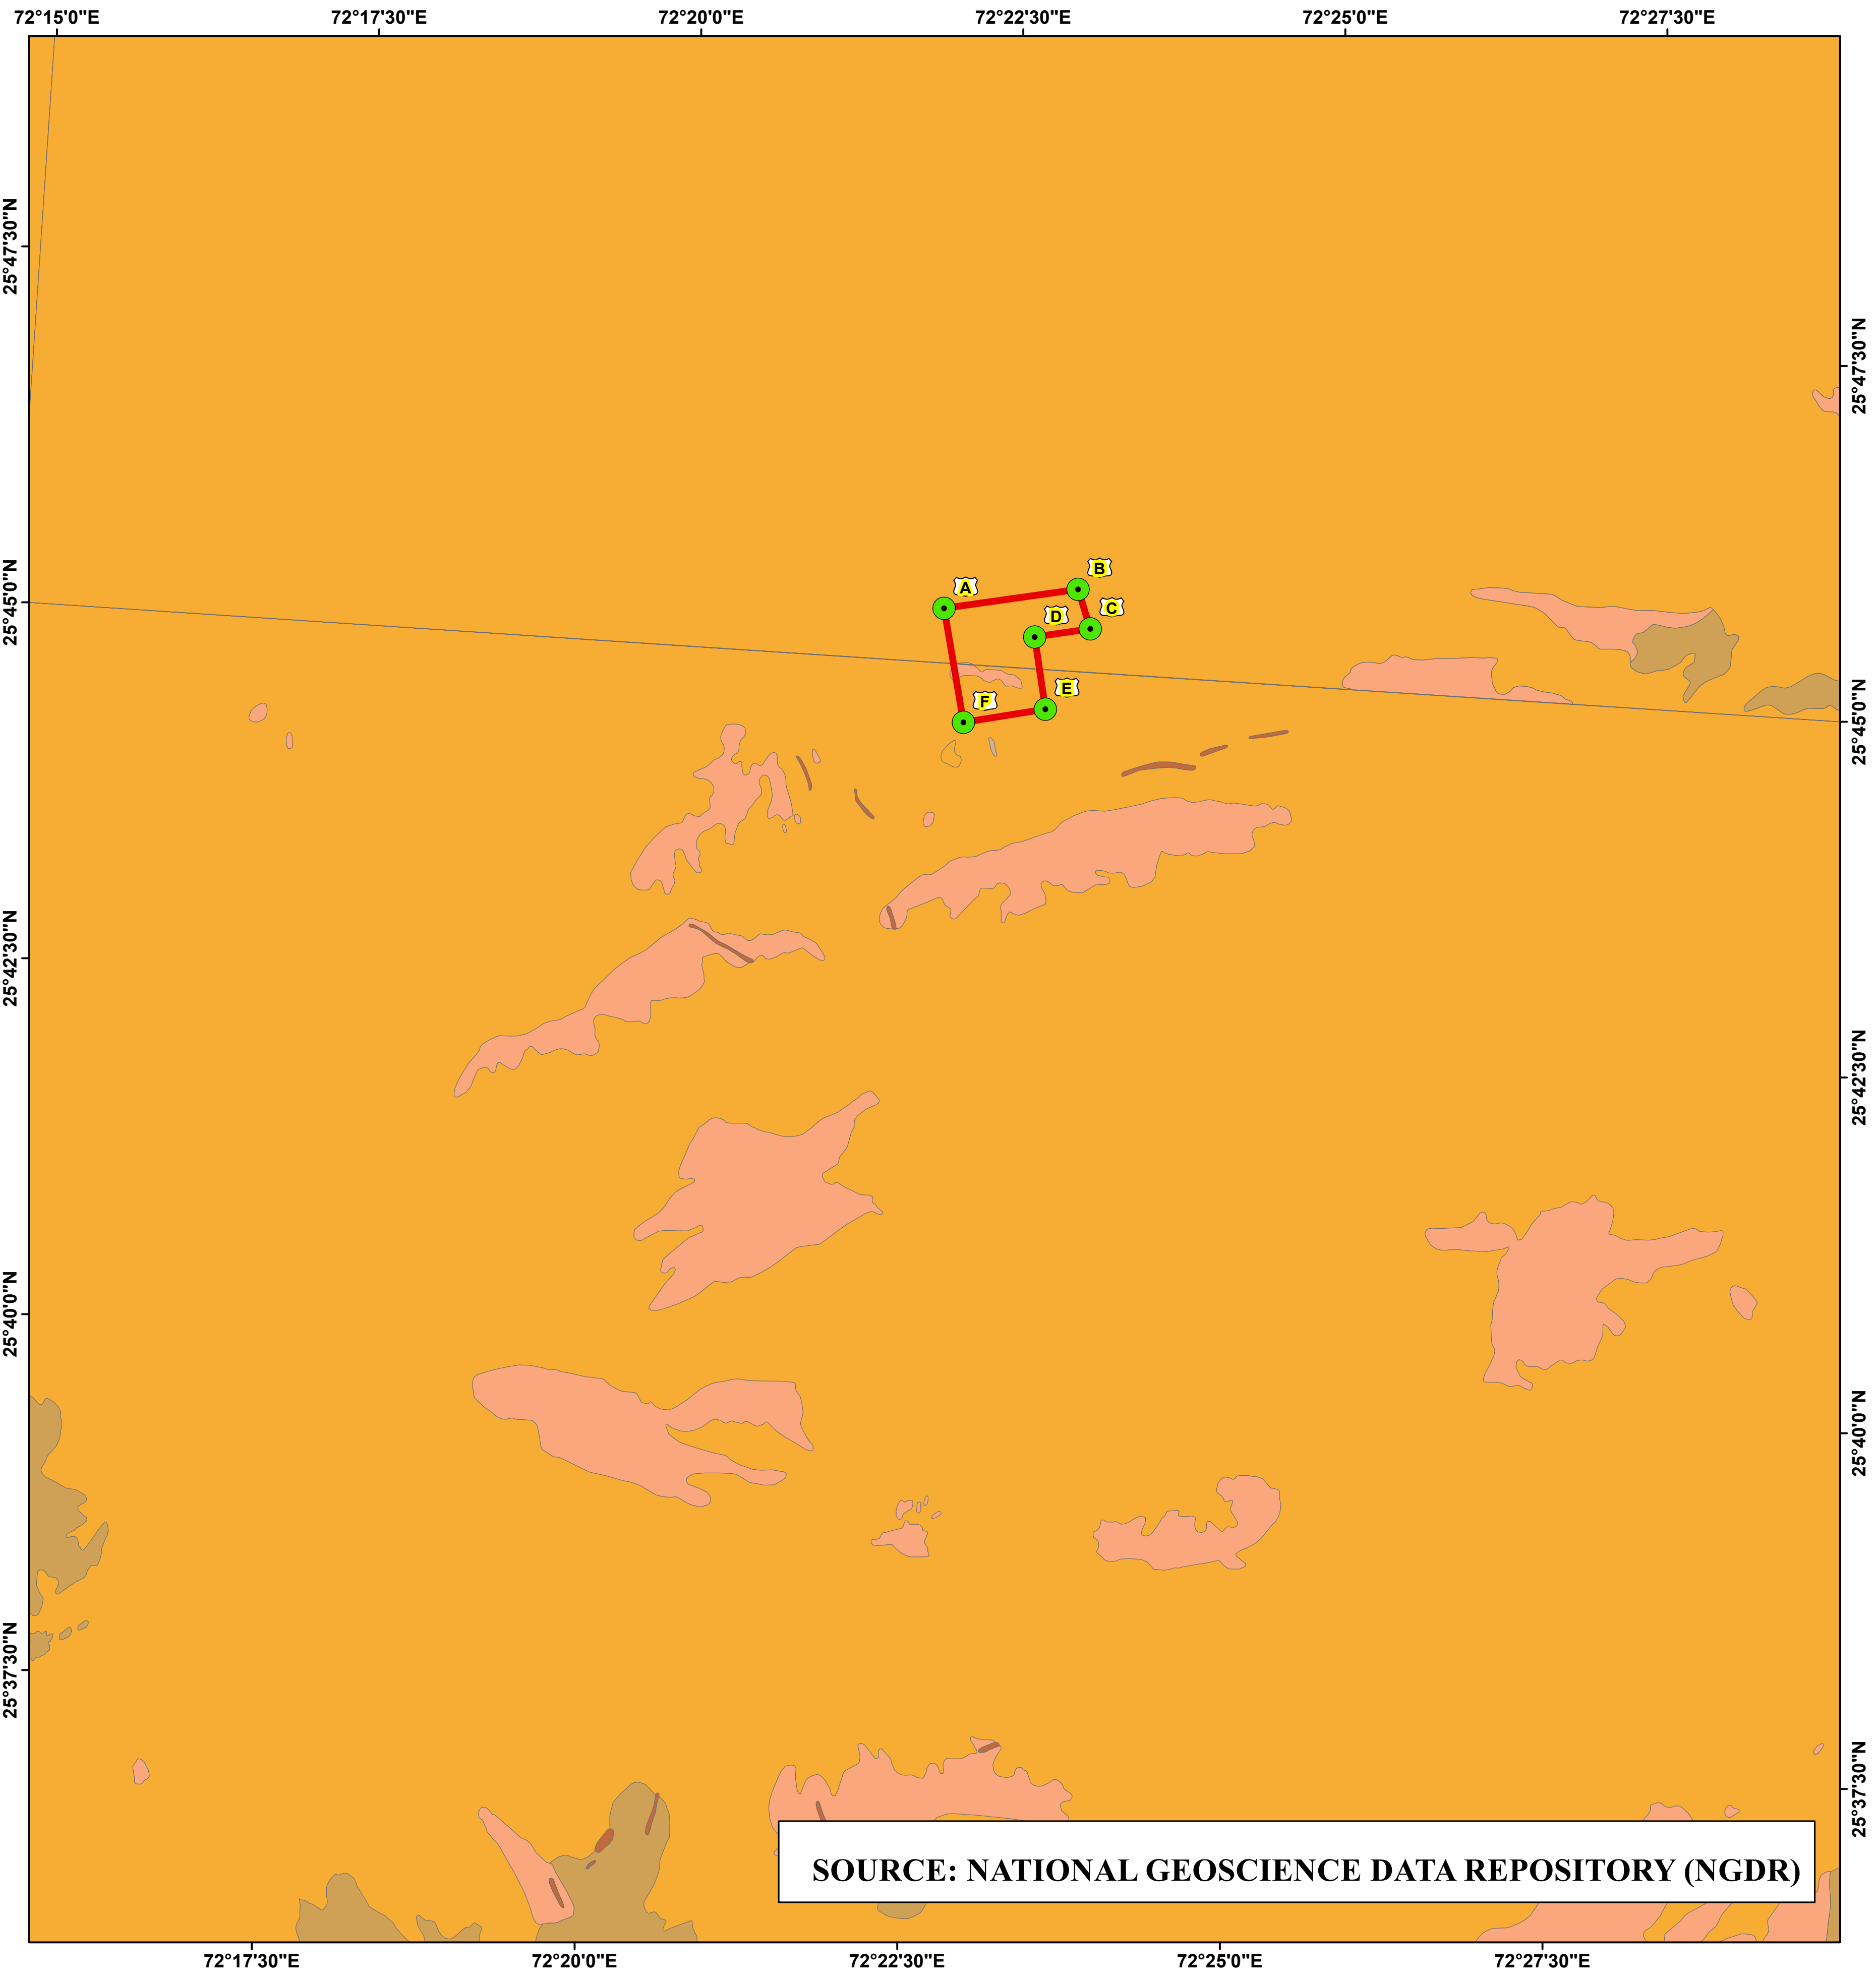 72°15'0"E 72°17'30"E 72°20'0"E 72°22'30"E 72°25'0"E 72°27'30"E
25°47'30"N
25°47'30"N
B
A
C
D
25°45'0"N
E
F
25°45'0"N
25°42'30"N
25°42'30"N
25°40'0"N
25°40'0"N
25°37'30"N
25°37'30"N
SOURCE: NATIONAL GEOSCIENCE DATA REPOSITORY (NGDR)
72°17'30"E 72°20'0"E 72°22'30"E 72°25'0"E 72°27'30"E